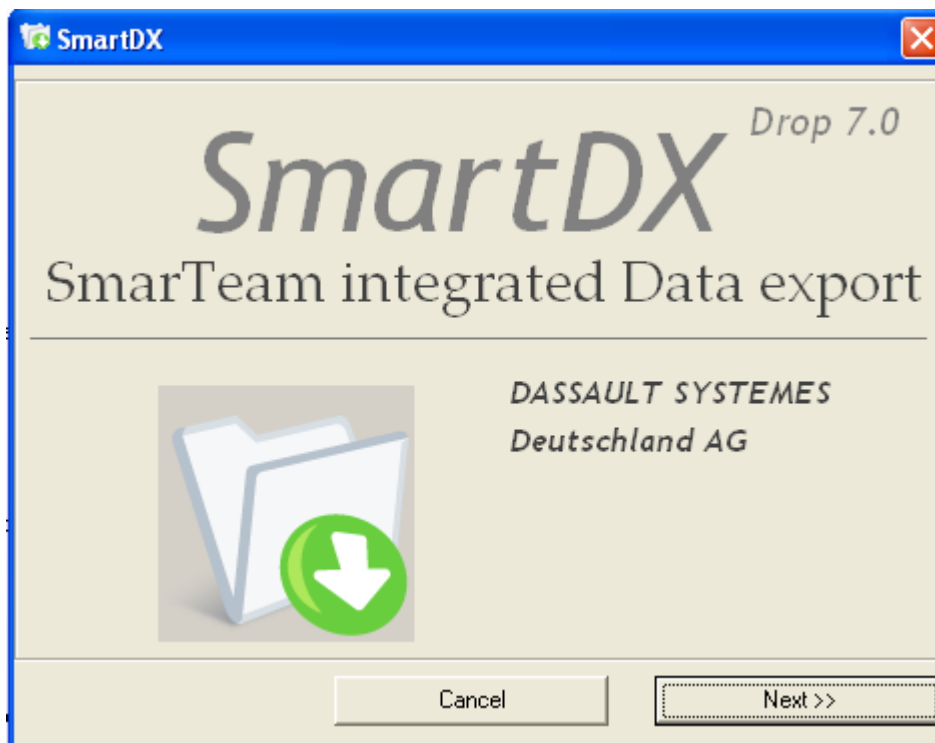 SmartDX
Drop 7.0
SmartDX
SmarTeam integrated Data export
DASSAULT SYSTEMES
Deutschland AG
Cancel
Next >>